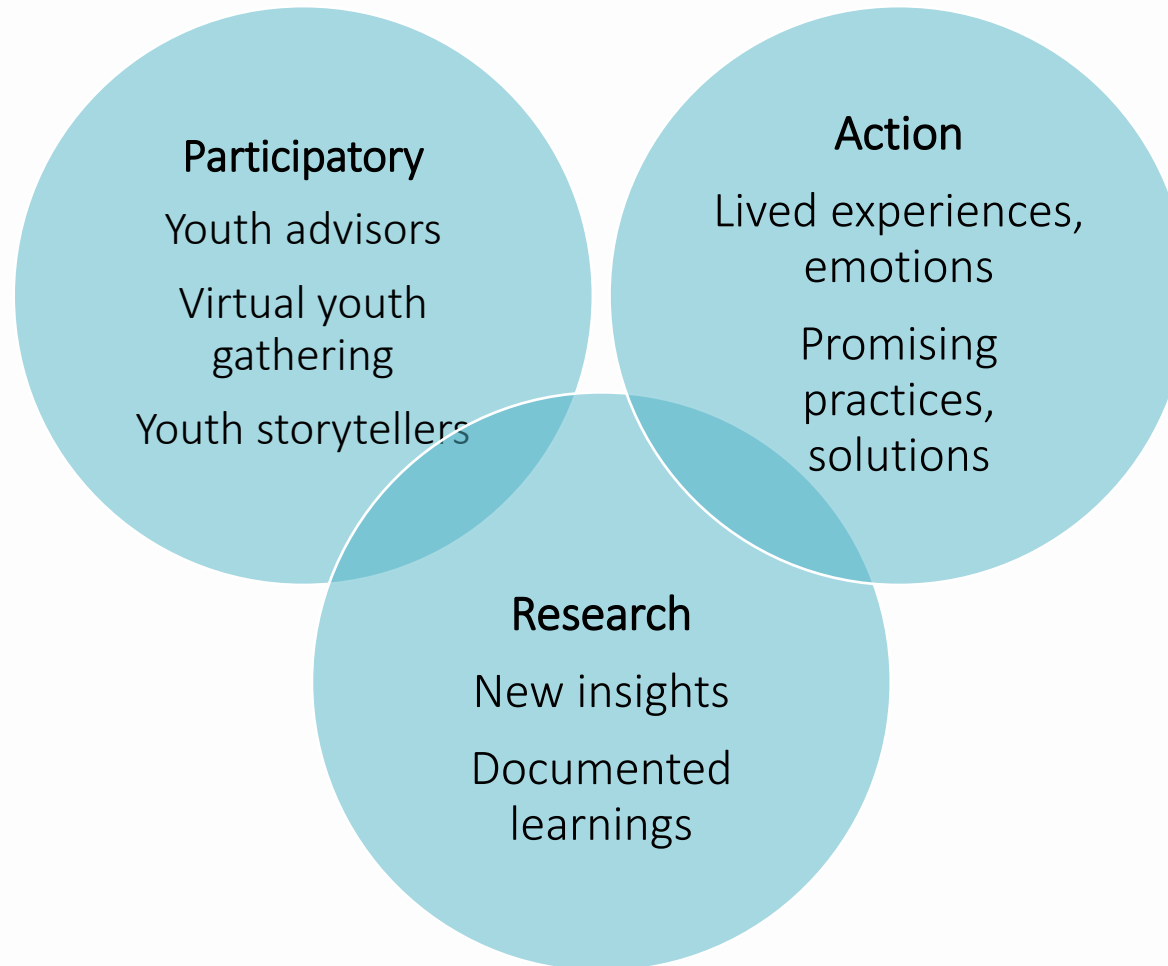 Participatory
Youth advisors
Virtual youth
gathering
Youth storytellers
Action
Lived experiences,
emotions
Promising
practices,
solutions
Research
New insights
Documented
learnings